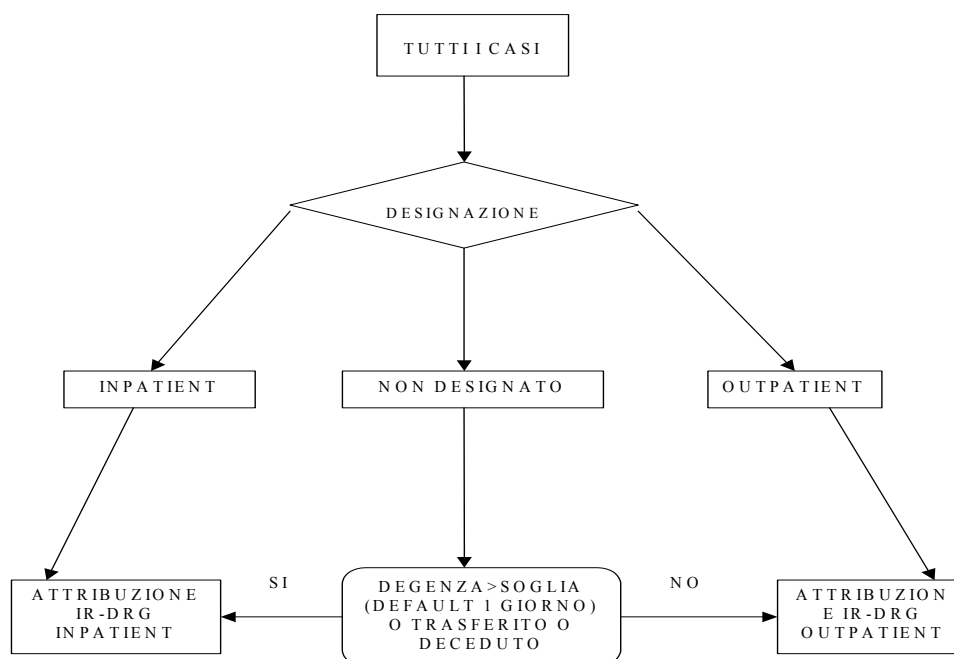 TUTTI I CASI
DESIGNAZIONE
INPATIENT
NON DESIGNATO
OUTPATIENT
ATTRIBUZIONE
IR-DRG
INPATIENT
SI
DEGENZA>SOGLIA
(DEFAULT 1 GIORNO)
O TRASFERITO O
DECEDUTO
NO
ATTRIBUZION
E IR-DRG
OUTPATIENT